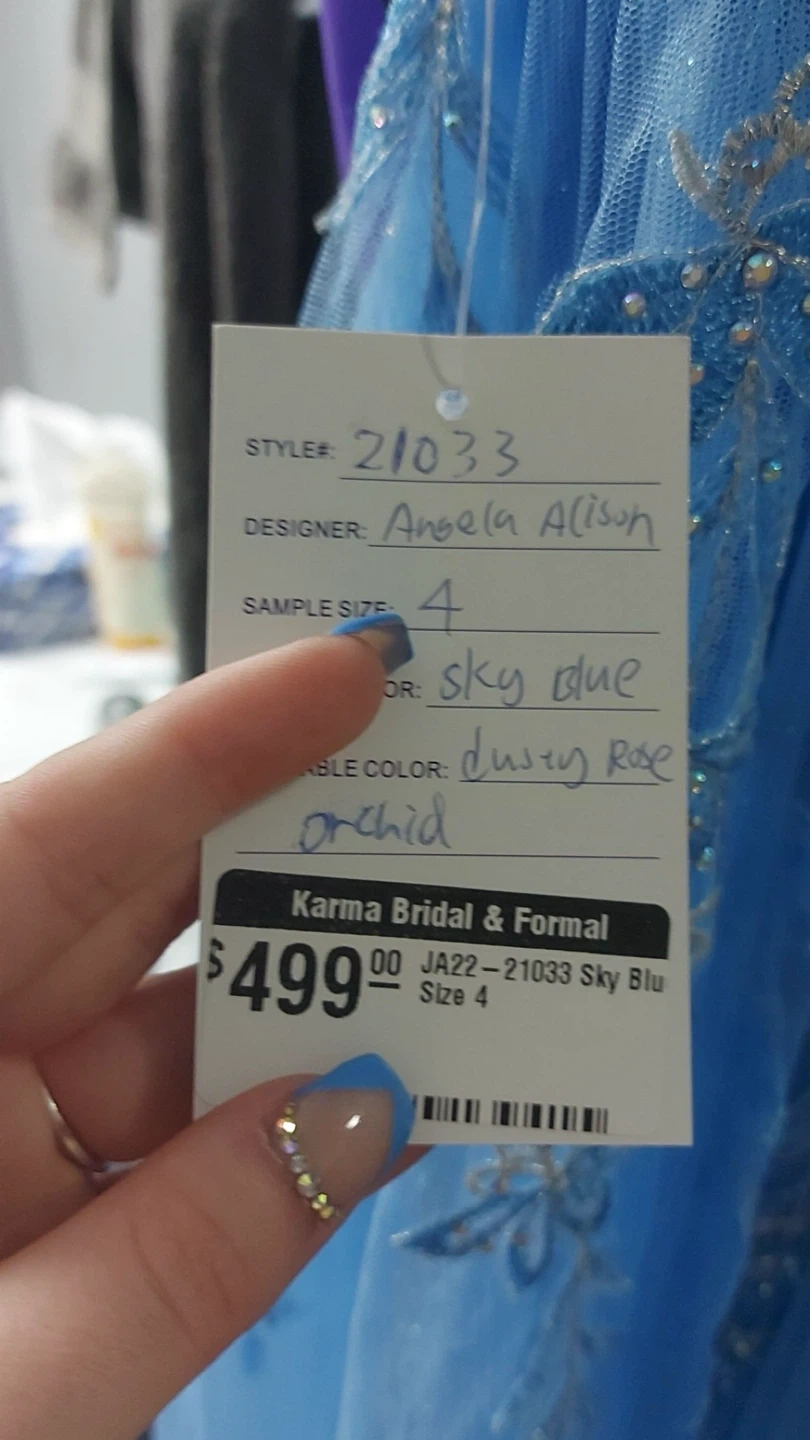 STYLE#: 21033
DESIGNER: Angela Alison
SAMPLE SIZE: 4
OR: Sky Blue
ABLE COLOR: dusty Rose
orchid
Karma Bridal & Formal
$499.00 JA22-21033 Sky Blu
Size 4